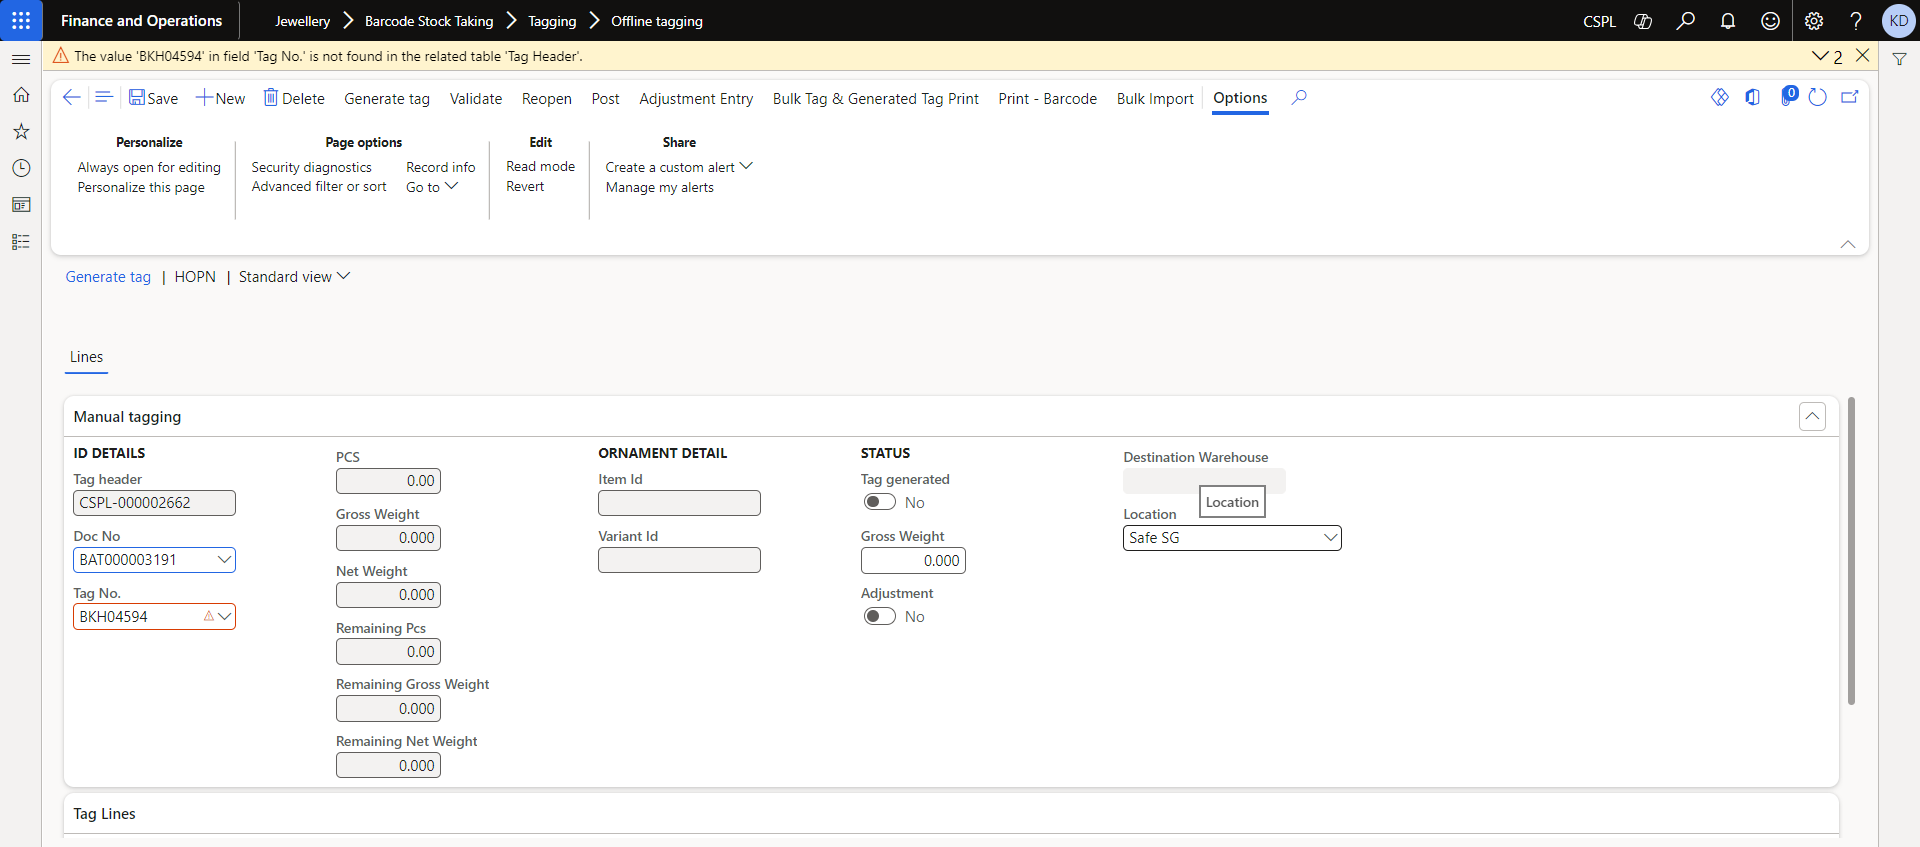 Finance and Operations
Jewellery Barcode Stock Taking Tagging Offline tagging
CSPL
KD
The value 'BKH04594' in field 'Tag No.' is not found in the related table 'Tag Header'.
2
Save New Delete Generate tag Validate Reopen Post Adjustment Entry Bulk Tag & Generated Tag Print Print - Barcode Bulk Import Options
0
Personalize
Always open for editing
Personalize this page
Page options
Security diagnostics
Advanced filter or sort
Record info
Go to
Edit
Read mode
Revert
Share
Create a custom alert
Manage my alerts
Generate tag | HOPN | Standard view
Lines
Manual tagging
ID DETAILS
Tag header
CSPL-000002662
Doc No
BAT000003191
Tag No.
BKH04594
PCS
0.00
Gross Weight
0.000
Net Weight
0.000
Remaining Pcs
0.00
Remaining Gross Weight
0.000
Remaining Net Weight
0.000
ORNAMENT DETAIL
Item Id
Variant Id
STATUS
Tag generated
No
Gross Weight
0.000
Adjustment
No
Destination Warehouse
Location
Location
Safe SG
Tag Lines